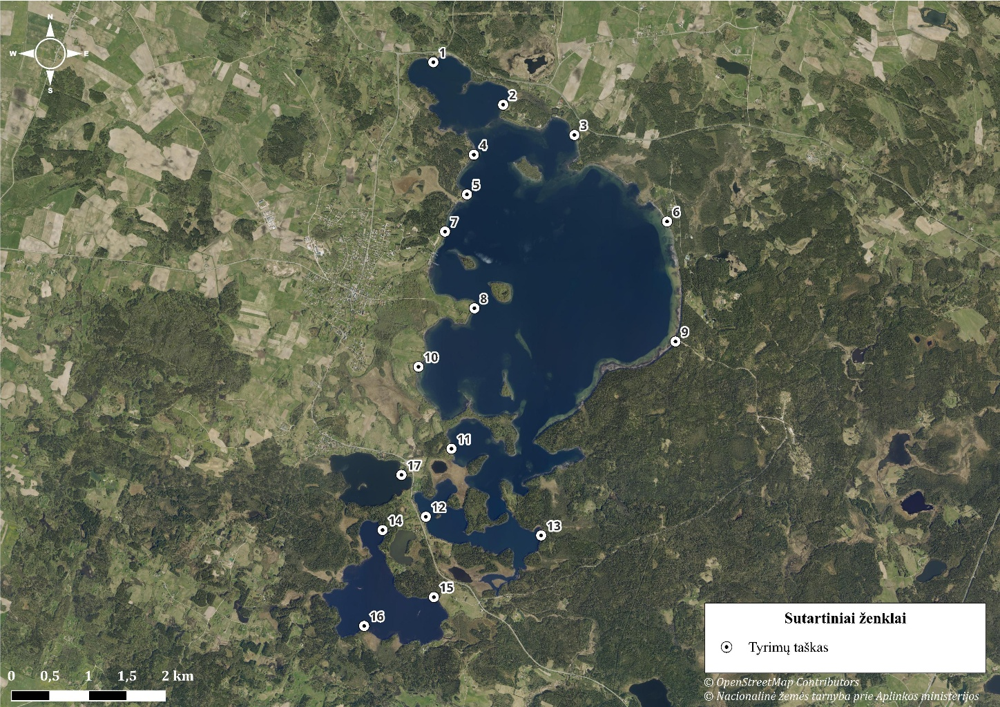 N
W E
S
1
2
3
4
5
6
7
8
9
10
11
12
13
14
15
16
17
Sutartiniai ženklai
Tyrimų taškas
0 0,5 1 1,5 2 km
© OpenStreetMap Contributors
© Nacionalinė žemės tarnyba prie Aplinkos ministerijos